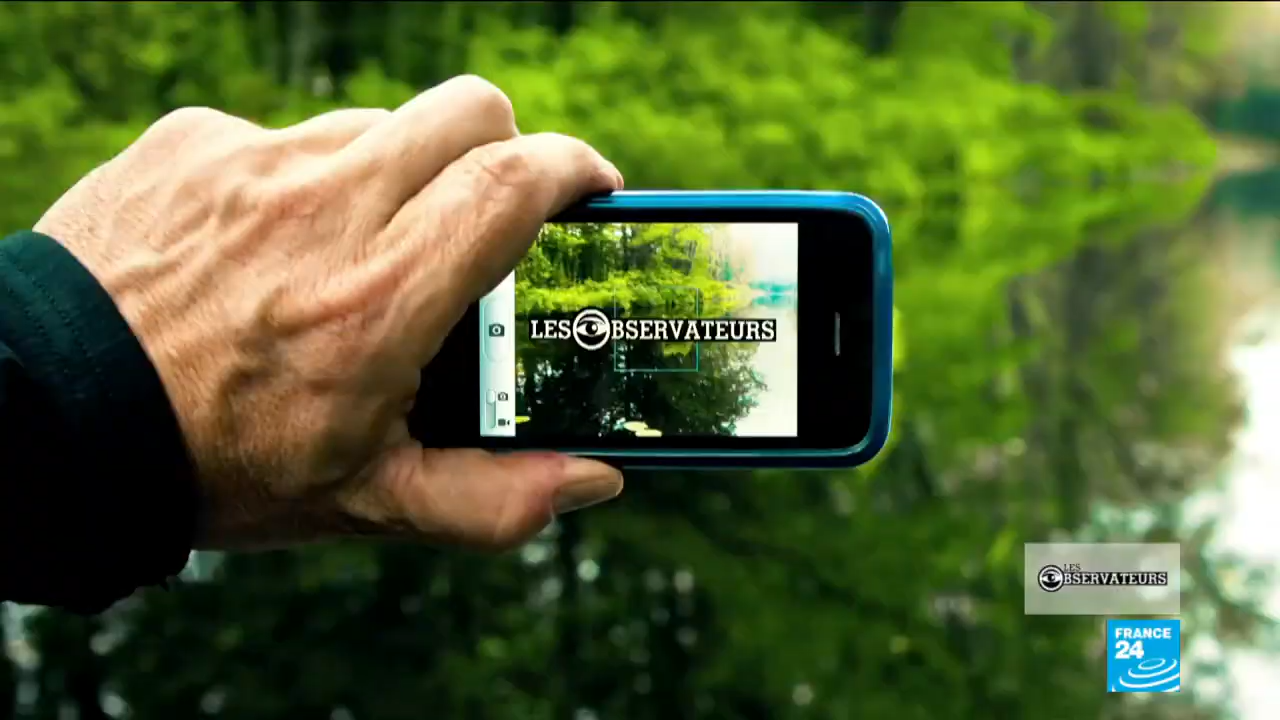 LES OBSERVATEURS
LES
OBSERVATEURS
FRANCE
24